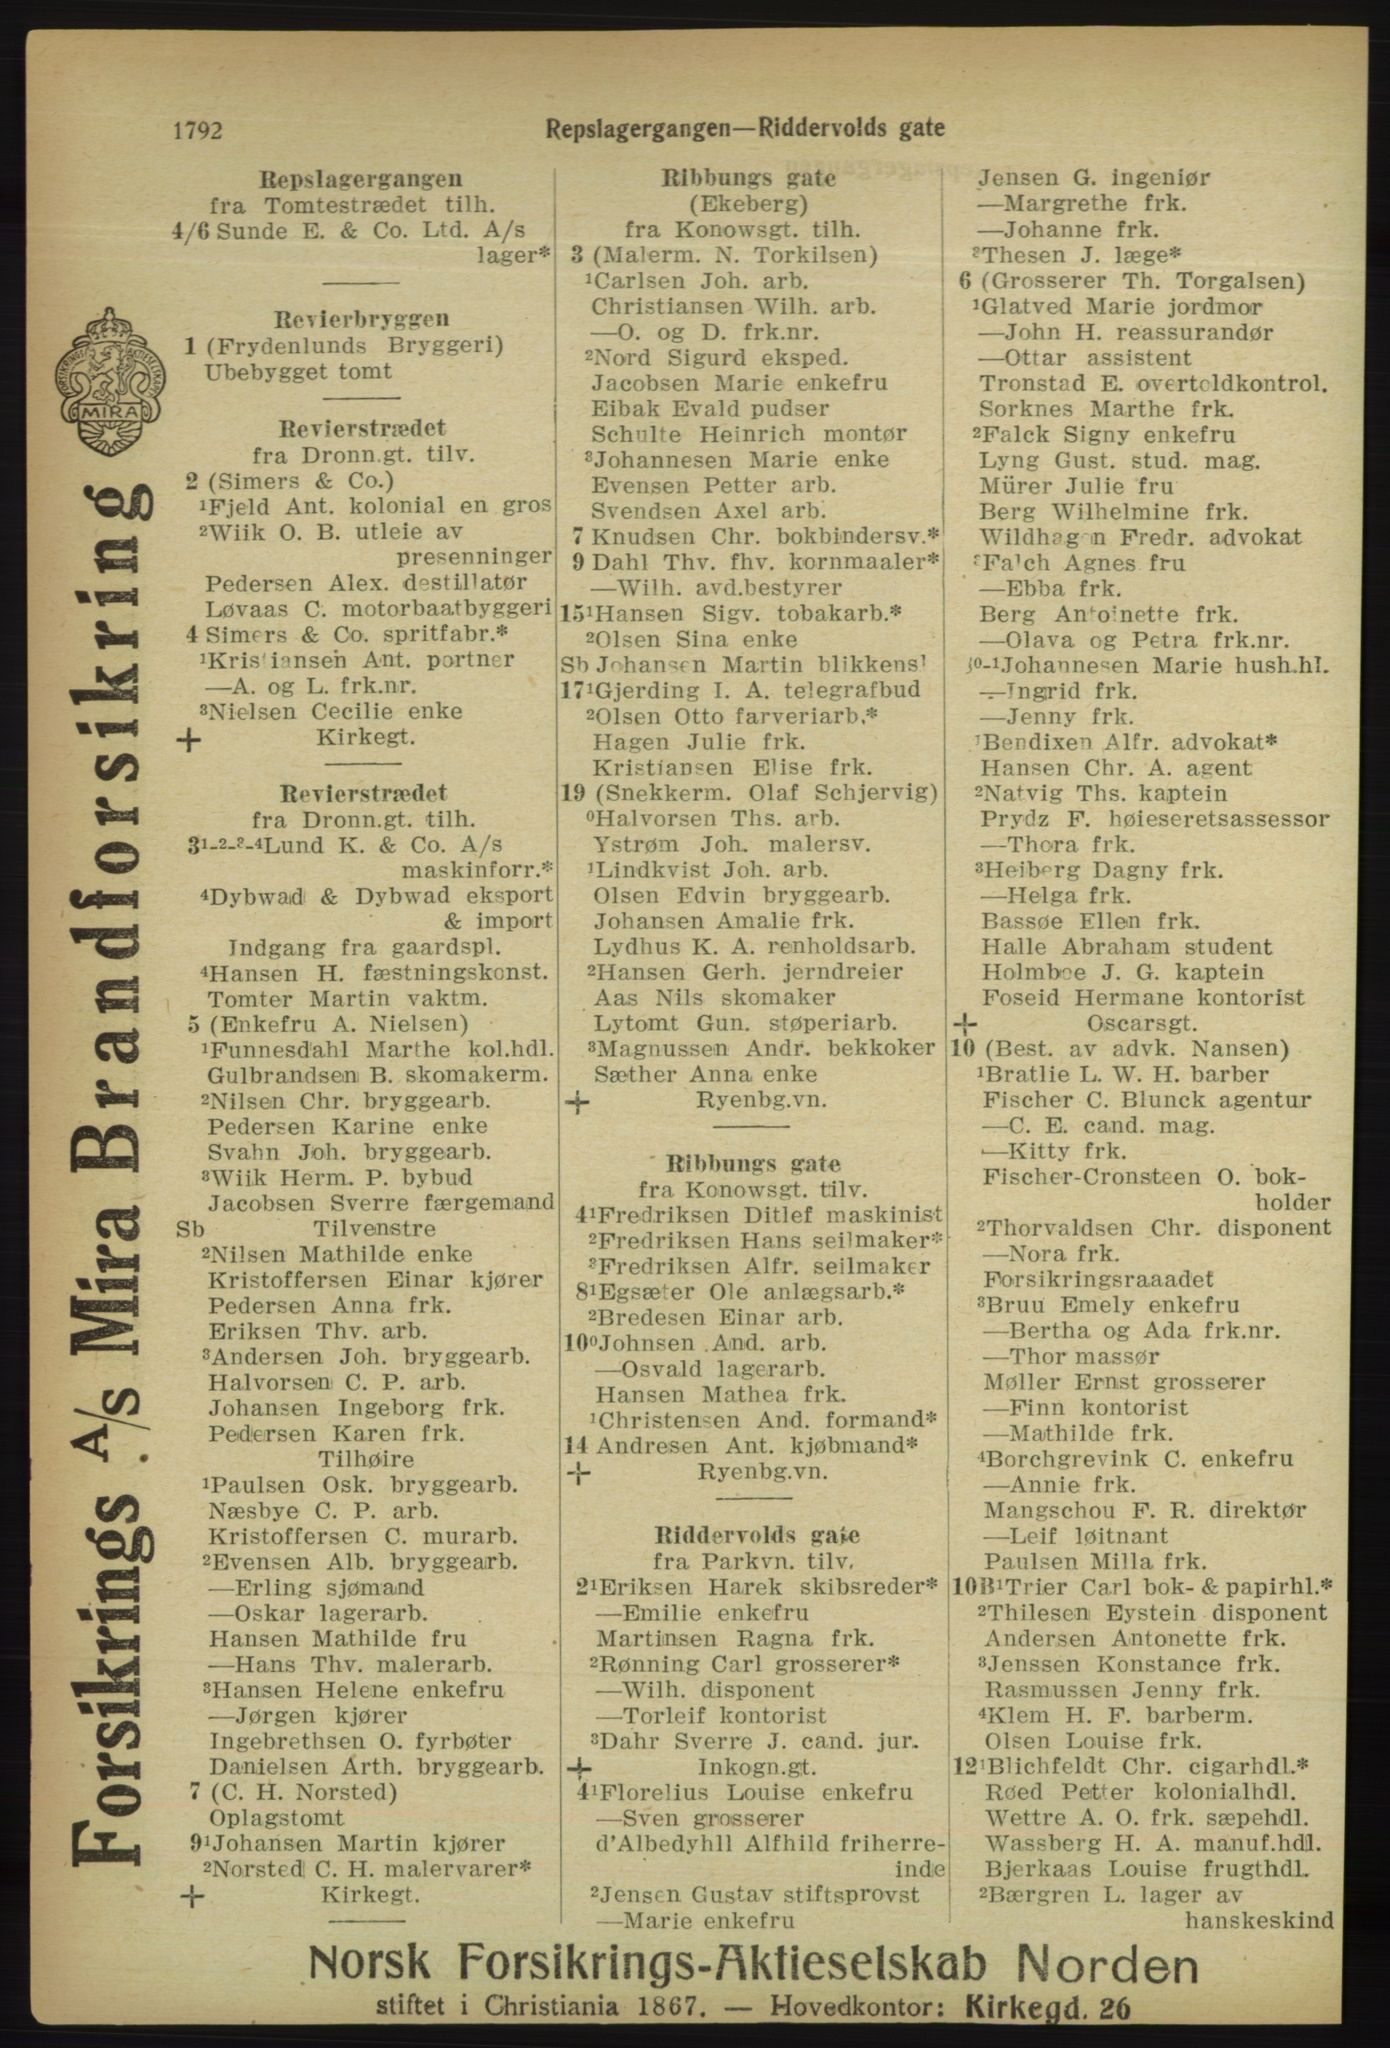 1792
Repslagergangen—Riddervolds gate
Repslagergangen
fra Tomtestrædet tilh.
4/6 Sunde E. & Co. Ltd. A/s
lager*
Revierbryggen
1 (Frydenlunds Bryggeri)
Ubebygget tomt
Revierstrædet
fra Dronn.gt. tilv.
2 (Simers & Co.)
¹Fjeld Ant. kolonial en gros
²Wiik O. B. utleie av
presenninger
Pedersen Alex. destillatør
Løvaas C. motorbaatbyggeri
4 Simers & Co. spritfabr.*
¹Kristiansen Ant. portner
—A. og L. frk.nr.
³Nielsen Cecilie enke
+ Kirkegt.
Revierstrædet
fra Dronn.gt. tilh.
3¹-²-³-⁴Lund K. & Co. A/s
maskinforr.*
⁴Dybwad & Dybwad eksport
& import
Indgang fra gaardspl.
⁴Hansen H. fæstningskonst.
Tomter Martin vaktm.
5 (Enkefru A. Nielsen)
¹Funnesdahl Marthe kol.hdl.
Gulbrandsen B. skomakerm.
²Nilsen Chr. bryggearb.
Pedersen Karine enke
Svahn Joh. bryggearb.
³Wiik Herm. P. bybud
Jacobsen Sverre færgemand
Sb Tilvenstre
²Nilsen Mathilde enke
Kristoffersen Einar kjører
Pedersen Anna frk.
Eriksen Thv. arb.
³Andersen Joh. bryggearb.
Halvorsen C. P. arb.
Johansen Ingeborg frk.
Pedersen Karen frk.
Tilhøire
¹Paulsen Osk. bryggearb.
Næsbye C. P. arb.
Kristoffersen C. murarb.
²Evensen Alb. bryggearb.
—Erling sjømand
—Oskar lagerarb.
Hansen Mathilde fru
—Hans Thv. malerarb.
³Hansen Helene enkefru
—Jørgen kjører
Ingebrethsen O. fyrbøter
Danielsen Arth. bryggearb.
7 (C. H. Norsted)
Oplagstomt
9¹Johansen Martin kjører
²Norsted C. H. malervarer*
+ Kirkegt.
Ribbungs gate
(Ekeberg)
fra Konowsgt. tilh.
3 (Malerm. N. Torkilsen)
¹Carlsen Joh. arb.
Christiansen Wilh. arb.
—O. og D. frk.nr.
²Nord Sigurd eksped.
Jacobsen Marie enkefru
Eibak Evald pudser
Schulte Heinrich montør
³Johannesen Marie enke
Evensen Petter arb.
Svendsen Axel arb.
7 Knudsen Chr. bokbindersv.*
9 Dahl Thv. fhv. kornmaaler*
—Wilh. avd.bestyrer
15¹Hansen Sigv. tobakarb.*
²Olsen Sina enke
Sb Johansen Martin blikkensl
17¹Gjerding I. A. telegrafbud
²Olsen Otto farveriarb.*
Hagen Julie frk.
Kristiansen Elise frk.
19 (Snekkerm. Olaf Schjervig)
⁰Halvorsen Ths. arb.
Ystrøm Joh. malersv.
¹Lindkvist Joh. arb.
Olsen Edvin bryggearb.
Johansen Amalie frk.
Lydhus K. A. renholdsarb.
²Hansen Gerh. jerndreier
Aas Nils skomaker
Lytomt Gun. støperiarb.
³Magnussen Andr. bekkoker
Sæther Anna enke
+ Ryenbg.vn.
Ribbungs gate
fra Konowsgt. tilv.
4¹Fredriksen Ditlef maskinist
²Fredriksen Hans seilmaker*
³Fredriksen Alfr. seilmaker
8¹Egsæter Ole anlægsarb.*
²Bredesen Einar arb.
10⁰Johnsen And. arb.
—Osvald lagerarb.
Hansen Mathea frk.
¹Christensen And. formand*
14 Andresen Ant. kjøbmand*
+ Ryenbg.vn.
Riddervolds gate
fra Parkvn. tilv.
2¹Eriksen Harek skibsreder*
—Emilie enkefru
Martinsen Ragna frk.
²Rønning Carl grosserer*
—Wilh. disponent
—Torleif kontorist
³Dahr Sverre J. cand. jur.
+ Inkogn.gt.
4¹Florelius Louise enkefru
—Sven grosserer
d'Albedyhll Alfhild friherre-
inde
²Jensen Gustav stiftsprovst
—Marie enkefru
Jensen G. ingeniør
—Margrethe frk.
—Johanne frk.
³Thesen J. læge*
6 (Grosserer Th. Torgalsen)
¹Glatved Marie jordmor
—John H. reassurandør
—Ottar assistent
Tronstad E. overtoldkontrol.
Sorknes Marthe frk.
²Falck Signy enkefru
Lyng Gust. stud. mag.
Mürer Julie fru
Berg Wilhelmine frk.
Wildhagen Fredr. advokat
³Falch Agnes fru
—Ebba frk.
Berg Antoinette frk.
—Olava og Petra frk.nr.
8⁰-¹Johannesen Marie hush.hl.
—Ingrid frk.
—Jenny frk.
¹Bendixen Alfr. advokat*
Hansen Chr. A. agent
²Natvig Ths. kaptein
Prydz F. høieseretsassessor
—Thora frk.
³Heiberg Dagny frk.
—Helga frk.
Bassøe Ellen frk.
Halle Abraham student
Holmboe J. G. kaptein
Foseid Hermane kontorist
+ Oscarsgt.
10 (Best. av advk. Nansen)
¹Bratlie L. W. H. barber
Fischer C. Blunck agentur
—C. E. cand. mag.
—Kitty frk.
Fischer-Cronsteen O. bok-
holder
²Thorvaldsen Chr. disponent
—Nora frk.
Forsikringsraaadet
³Bruu Emely enkefru
—Bertha og Ada frk.nr.
—Thor massør
Møller Ernst grosserer
—Finn kontorist
—Mathilde frk.
⁴Borchgrevink C. enkefru
—Annie frk.
Mangschou F. R. direktør
—Leif løitnant
Paulsen Milla frk.
10B¹Trier Carl bok- & papirhl.*
²Thilesen Eystein disponent
Andersen Antonette frk.
³Jenssen Konstance frk.
Rasmussen Jenny frk.
⁴Klem H. F. barberm.
Olsen Louise frk.
12¹Blichfeldt Chr. cigarhdl.*
Røed Petter kolonialhdl.
Wettre A. O. frk. sæpehdl.
Wassberg H. A. manuf.hdl.
Bjerkaas Louise frugthdl.
²Bærgren L. lager av
hanskeskind
MIRA
Forsikrings A/s Mira Brandforsikring
Norsk Forsikrings-Aktieselskab Norden
stiftet i Christiania 1867. — Hovedkontor: Kirkegd. 26